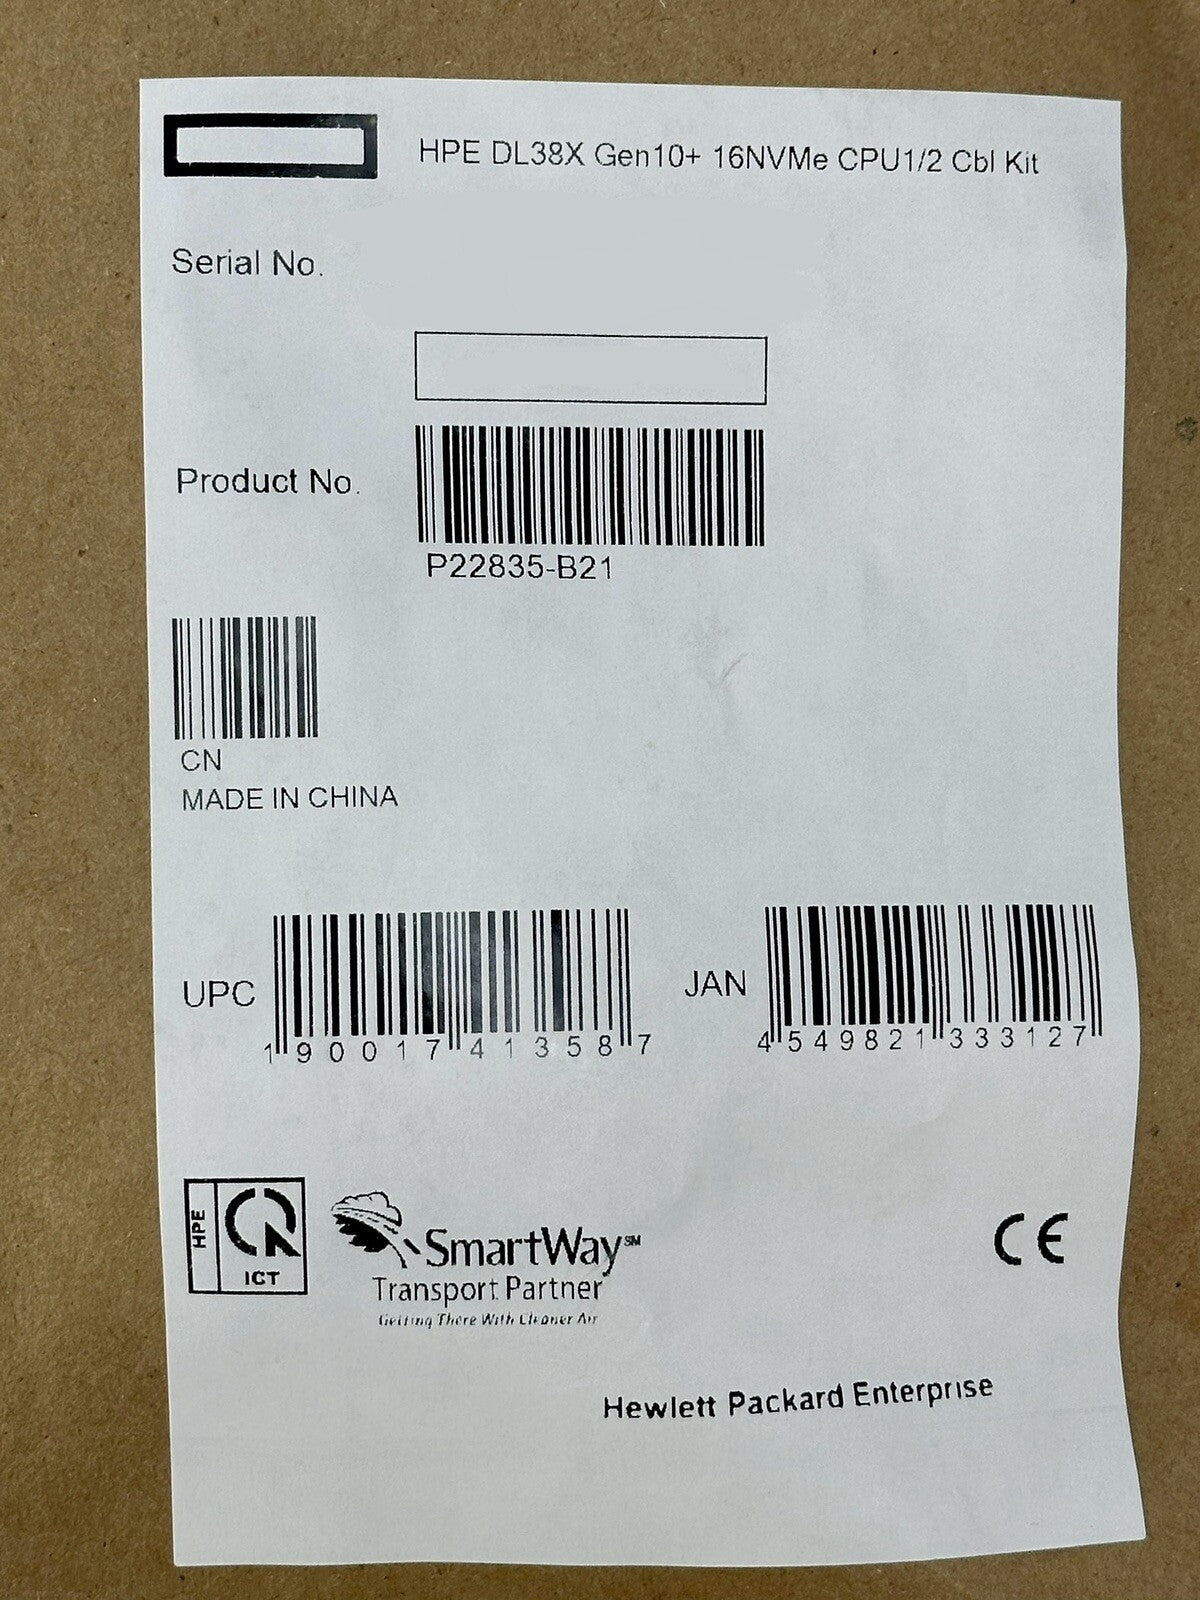 HPE DL38X Gen10+ 16NVMe CPU1/2 Cbl Kit
Serial No.
Product No.
P22835-B21
CN
MADE IN CHINA
UPC
1 90017 41358 7
JAN
4 549821 333127
HPE
ICT
SmartWay℠
Transport Partner
Getting There With Cleaner Air
CE
Hewlett Packard Enterprise